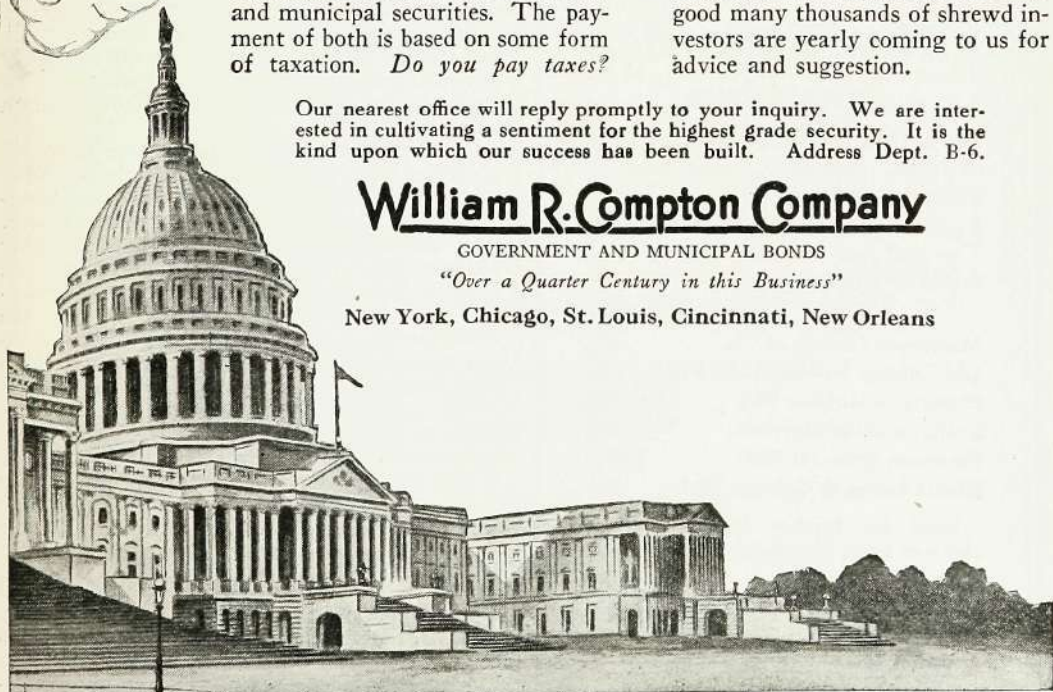 and municipal securities. The pay-
ment of both is based on some form
of taxation. Do you pay taxes?
good many thousands of shrewd in-
vestors are yearly coming to us for
advice and suggestion.
Our nearest office will reply promptly to your inquiry. We are inter-
ested in cultivating a sentiment for the highest grade security. It is the
kind upon which our success has been built. Address Dept. B-6.
William R. Compton Company
GOVERNMENT AND MUNICIPAL BONDS
"Over a Quarter Century in this Business"
New York, Chicago, St. Louis, Cincinnati, New Orleans